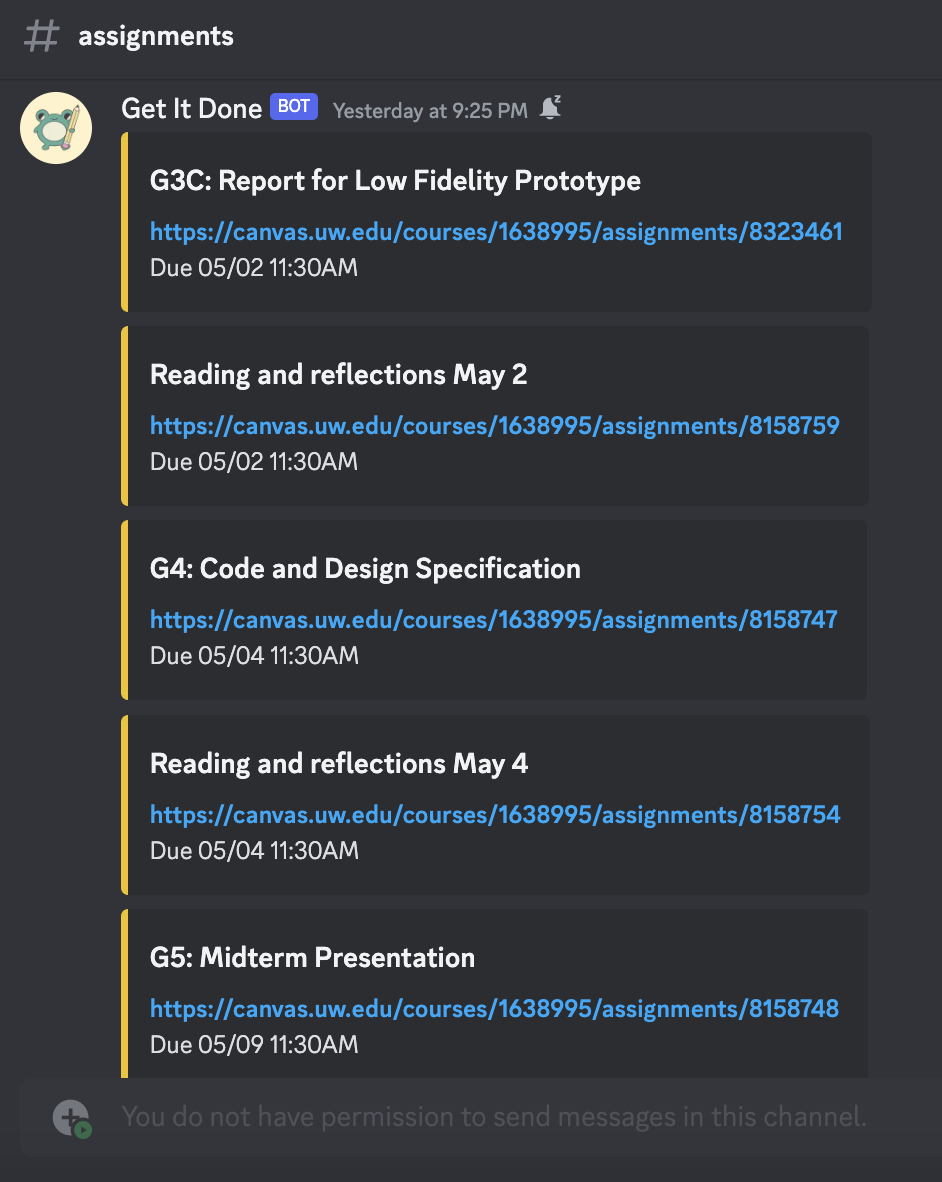 # assignments
Get It Done BOT Yesterday at 9:25 PM z
G3C: Report for Low Fidelity Prototype
https://canvas.uw.edu/courses/1638995/assignments/8323461
Due 05/02 11:30AM
Reading and reflections May 2
https://canvas.uw.edu/courses/1638995/assignments/8158759
Due 05/02 11:30AM
G4: Code and Design Specification
https://canvas.uw.edu/courses/1638995/assignments/8158747
Due 05/04 11:30AM
Reading and reflections May 4
https://canvas.uw.edu/courses/1638995/assignments/8158754
Due 05/04 11:30AM
G5: Midterm Presentation
https://canvas.uw.edu/courses/1638995/assignments/8158748
Due 05/09 11:30AM
You do not have permission to send messages in this channel.